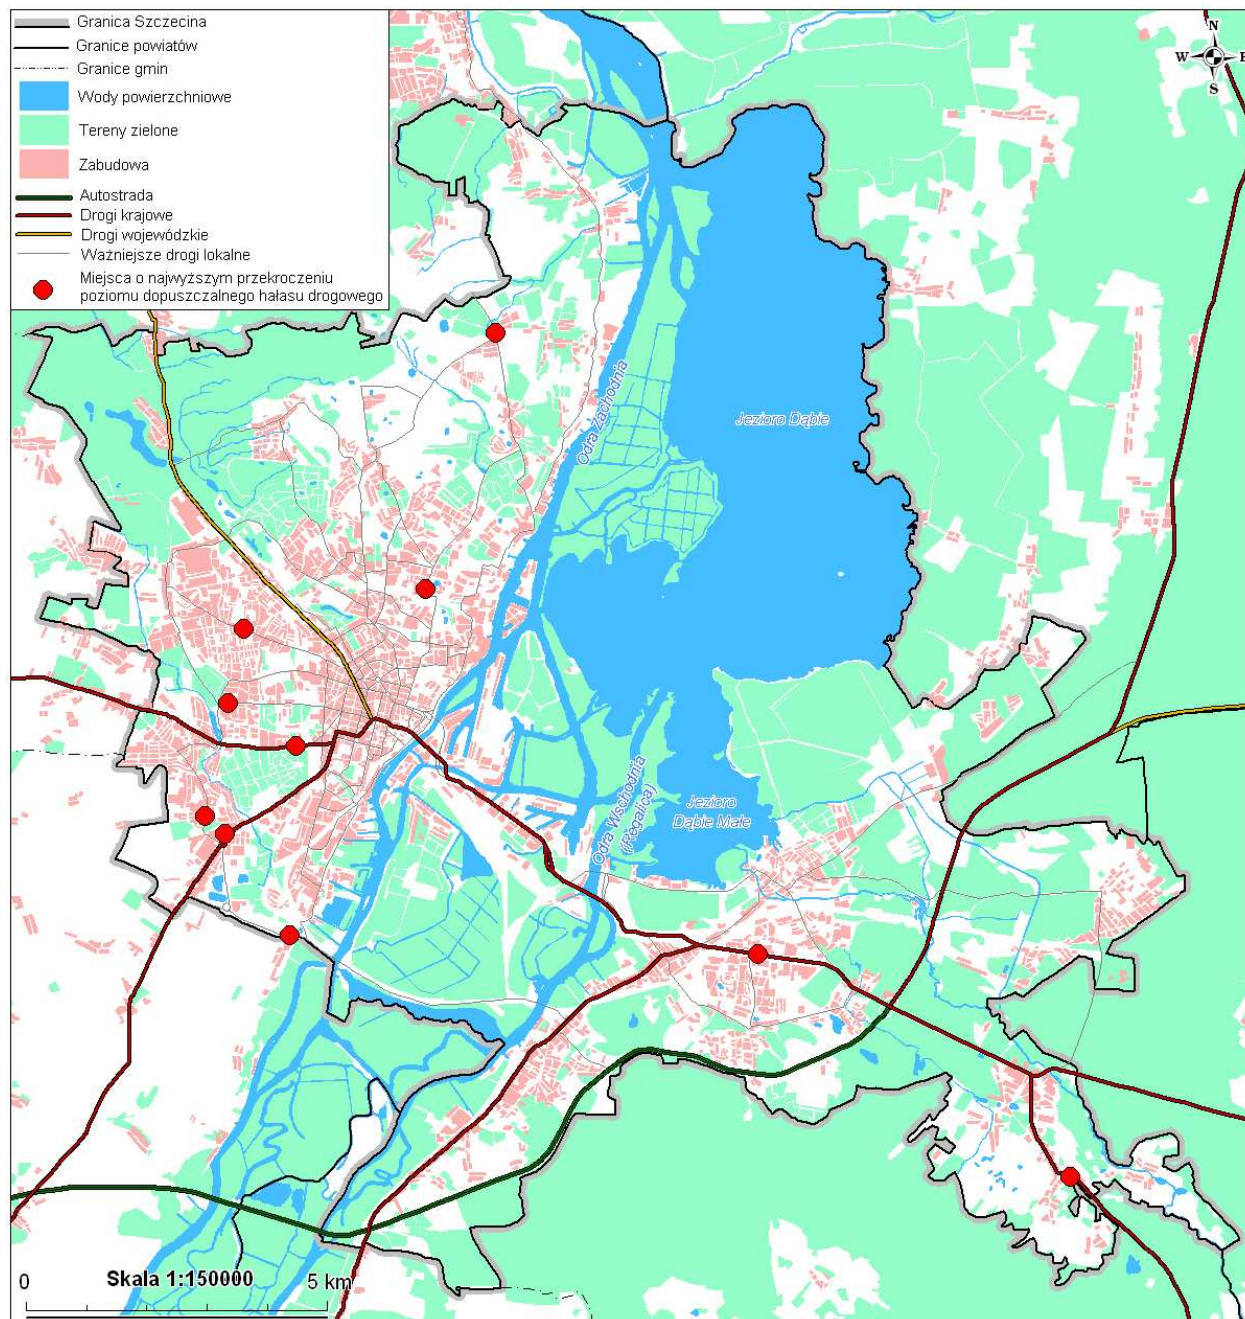 Granica Szczecina
Granice powiatów
Granice gmin
Wody powierzchniowe
Tereny zielone
Zabudowa
Autostrada
Drogi krajowe
Drogi wojewódzkie
Ważniejsze drogi lokalne
Miejsca o najwyższym przekroczeniu
poziomu dopuszczalnego hałasu drogowego
N
W E
S
Odra Zachodnia
Jezioro Dąbie
Odra Wschodnia
(Regalica)
Jezioro
Dąbie Małe
0 Skala 1:150000 5 km